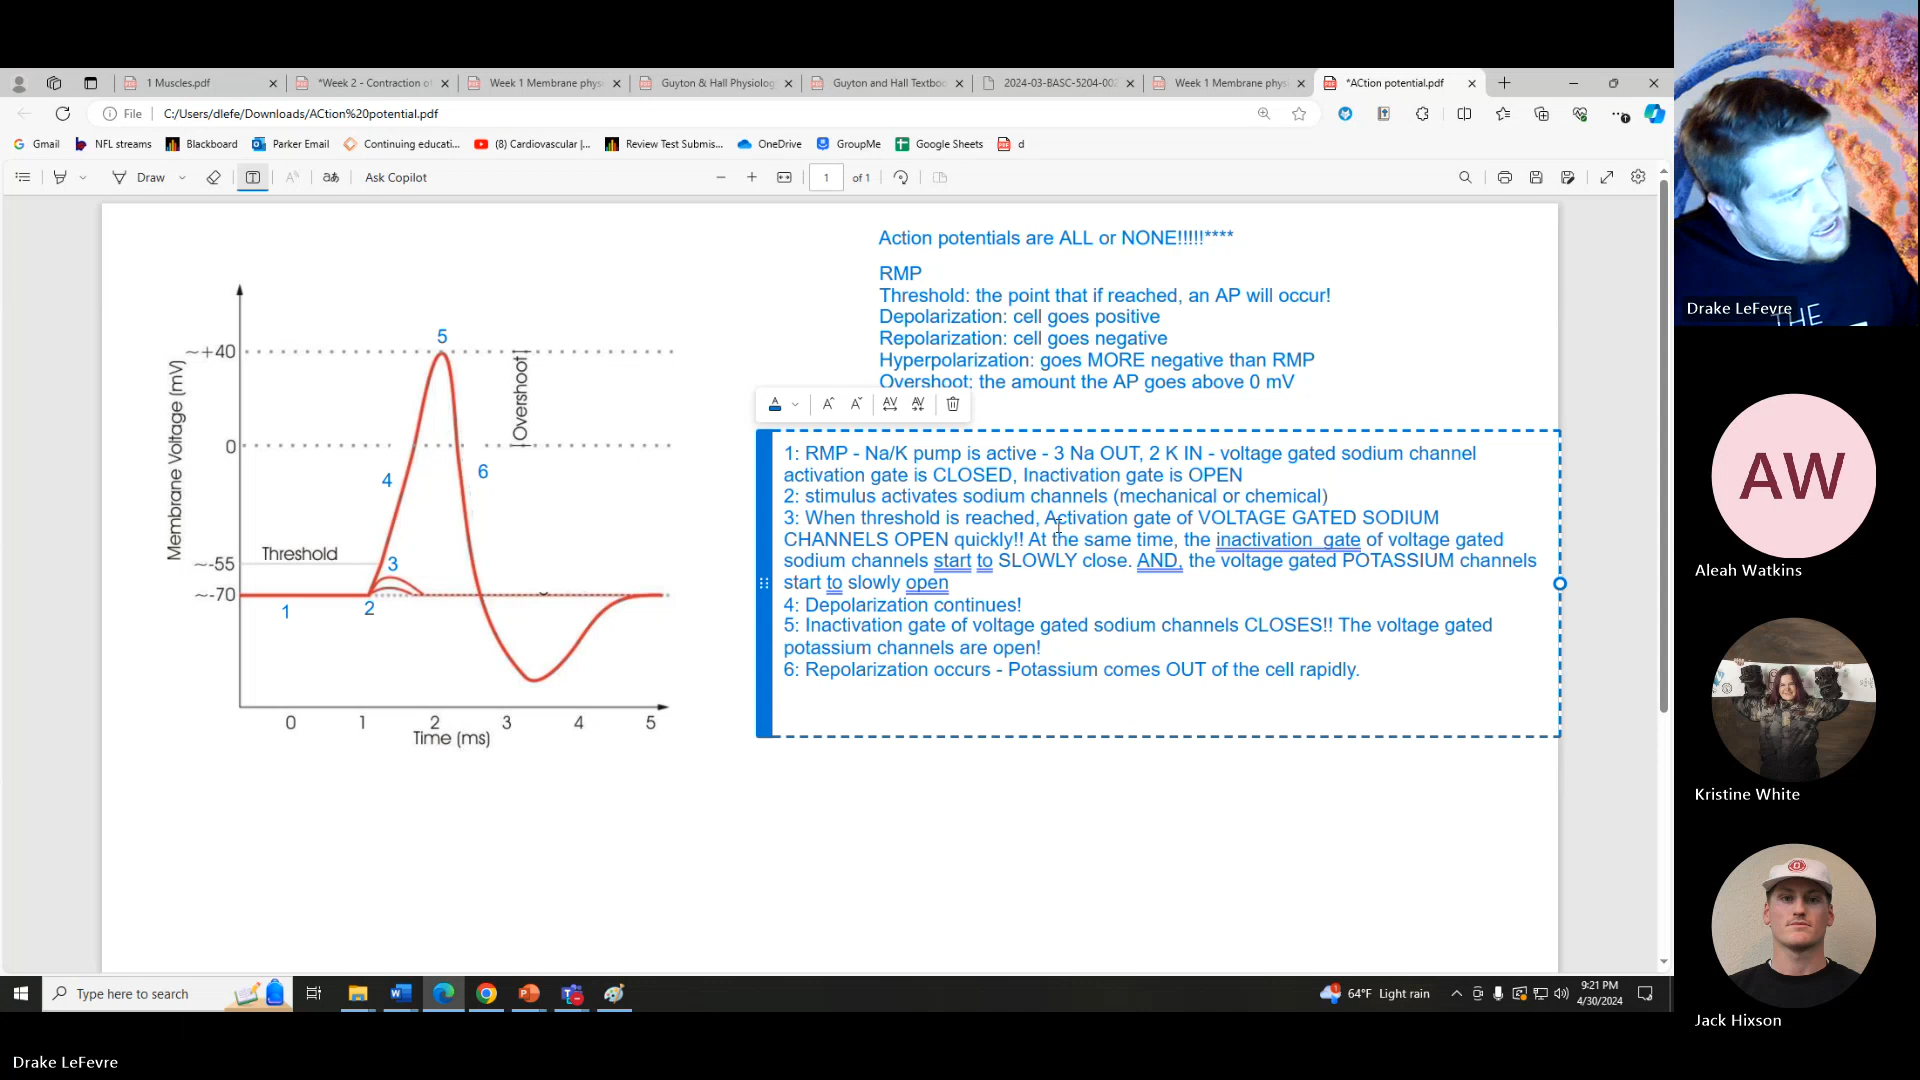 1 Muscles.pdf
*Week 2 - Contraction of
Week 1 Membrane phys
Guyton & Hall Physiolog
Guyton and Hall Textboo
2024-03-BASC-5204-002
Week 1 Membrane phys
*ACtion potential.pdf
File
C:/Users/dlefe/Downloads/ACtion%20potential.pdf
Gmail
NFL streams
Blackboard
Parker Email
Continuing educati...
(8) Cardiovascular |...
Review Test Submis...
OneDrive
GroupMe
Google Sheets
d
Draw
Ask Copilot
1
of 1
Action potentials are ALL or NONE!!!!!****
RMP
Threshold: the point that if reached, an AP will occur!
Depolarization: cell goes positive
Repolarization: cell goes negative
Hyperpolarization: goes MORE negative than RMP
Overshoot: the amount the AP goes above 0 mV
1: RMP - Na/K pump is active - 3 Na OUT, 2 K IN - voltage gated sodium channel
activation gate is CLOSED, Inactivation gate is OPEN
2: stimulus activates sodium channels (mechanical or chemical)
3: When threshold is reached, Activation gate of VOLTAGE GATED SODIUM
CHANNELS OPEN quickly!! At the same time, the inactivation gate of voltage gated
sodium channels start to SLOWLY close. AND, the voltage gated POTASSIUM channels
start to slowly open
4: Depolarization continues!
5: Inactivation gate of voltage gated sodium channels CLOSES!! The voltage gated
potassium channels are open!
6: Repolarization occurs - Potassium comes OUT of the cell rapidly.
Membrane Voltage (mV)
~+40
0
~-55
~-70
Threshold
Overshoot
1
2
3
4
5
6
0 1 2 3 4 5
Time (ms)
Type here to search
64°F Light rain
9:21 PM
4/30/2024
THE
Drake LeFevre
AW
Aleah Watkins
Kristine White
Jack Hixson
Drake LeFevre